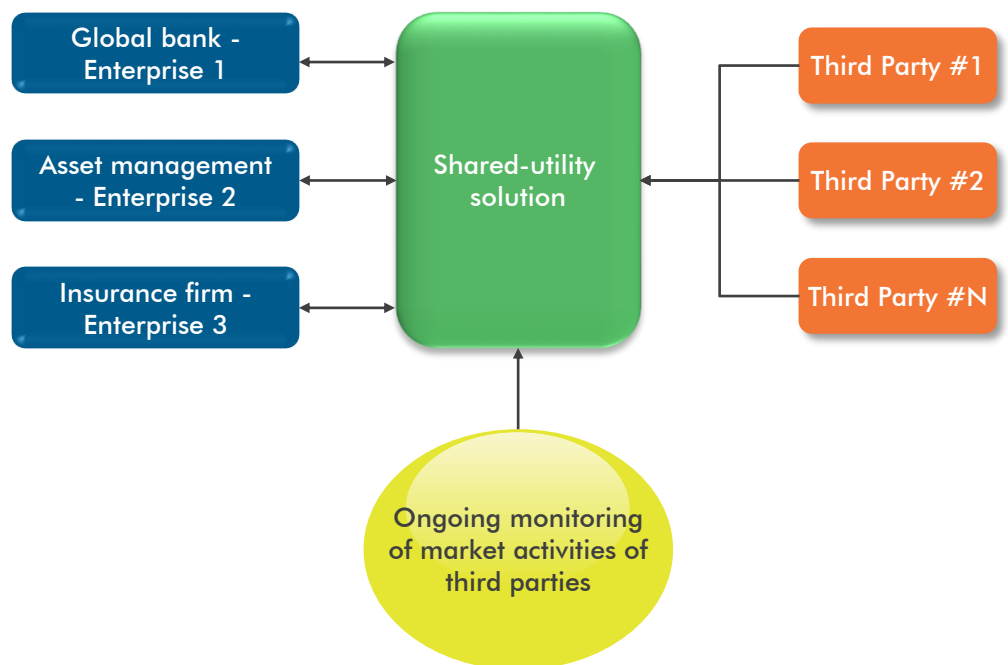 Global bank -
Enterprise 1
Asset management
- Enterprise 2
Insurance firm -
Enterprise 3
Shared-utility
solution
Third Party #1
Third Party #2
Third Party #N
Ongoing monitoring
of market activities of
third parties